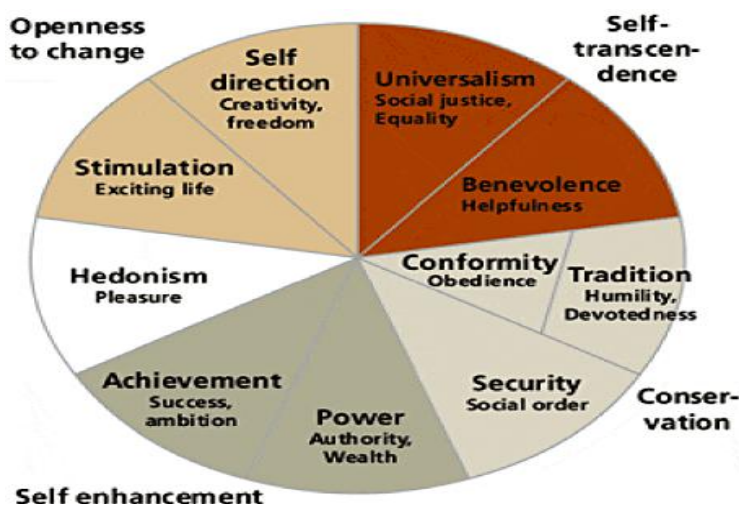 Openness
to change
Self-
transcen-
dence
Self
direction
Creativity,
freedom
Universalism
Social justice,
Equality
Stimulation
Exciting life
Benevolence
Helpfulness
Hedonism
Pleasure
Conformity
Obedience
Tradition
Humility,
Devotedness
Achievement
Success,
ambition
Power
Authority,
Wealth
Security
Social order
Conser-
vation
Self enhancement